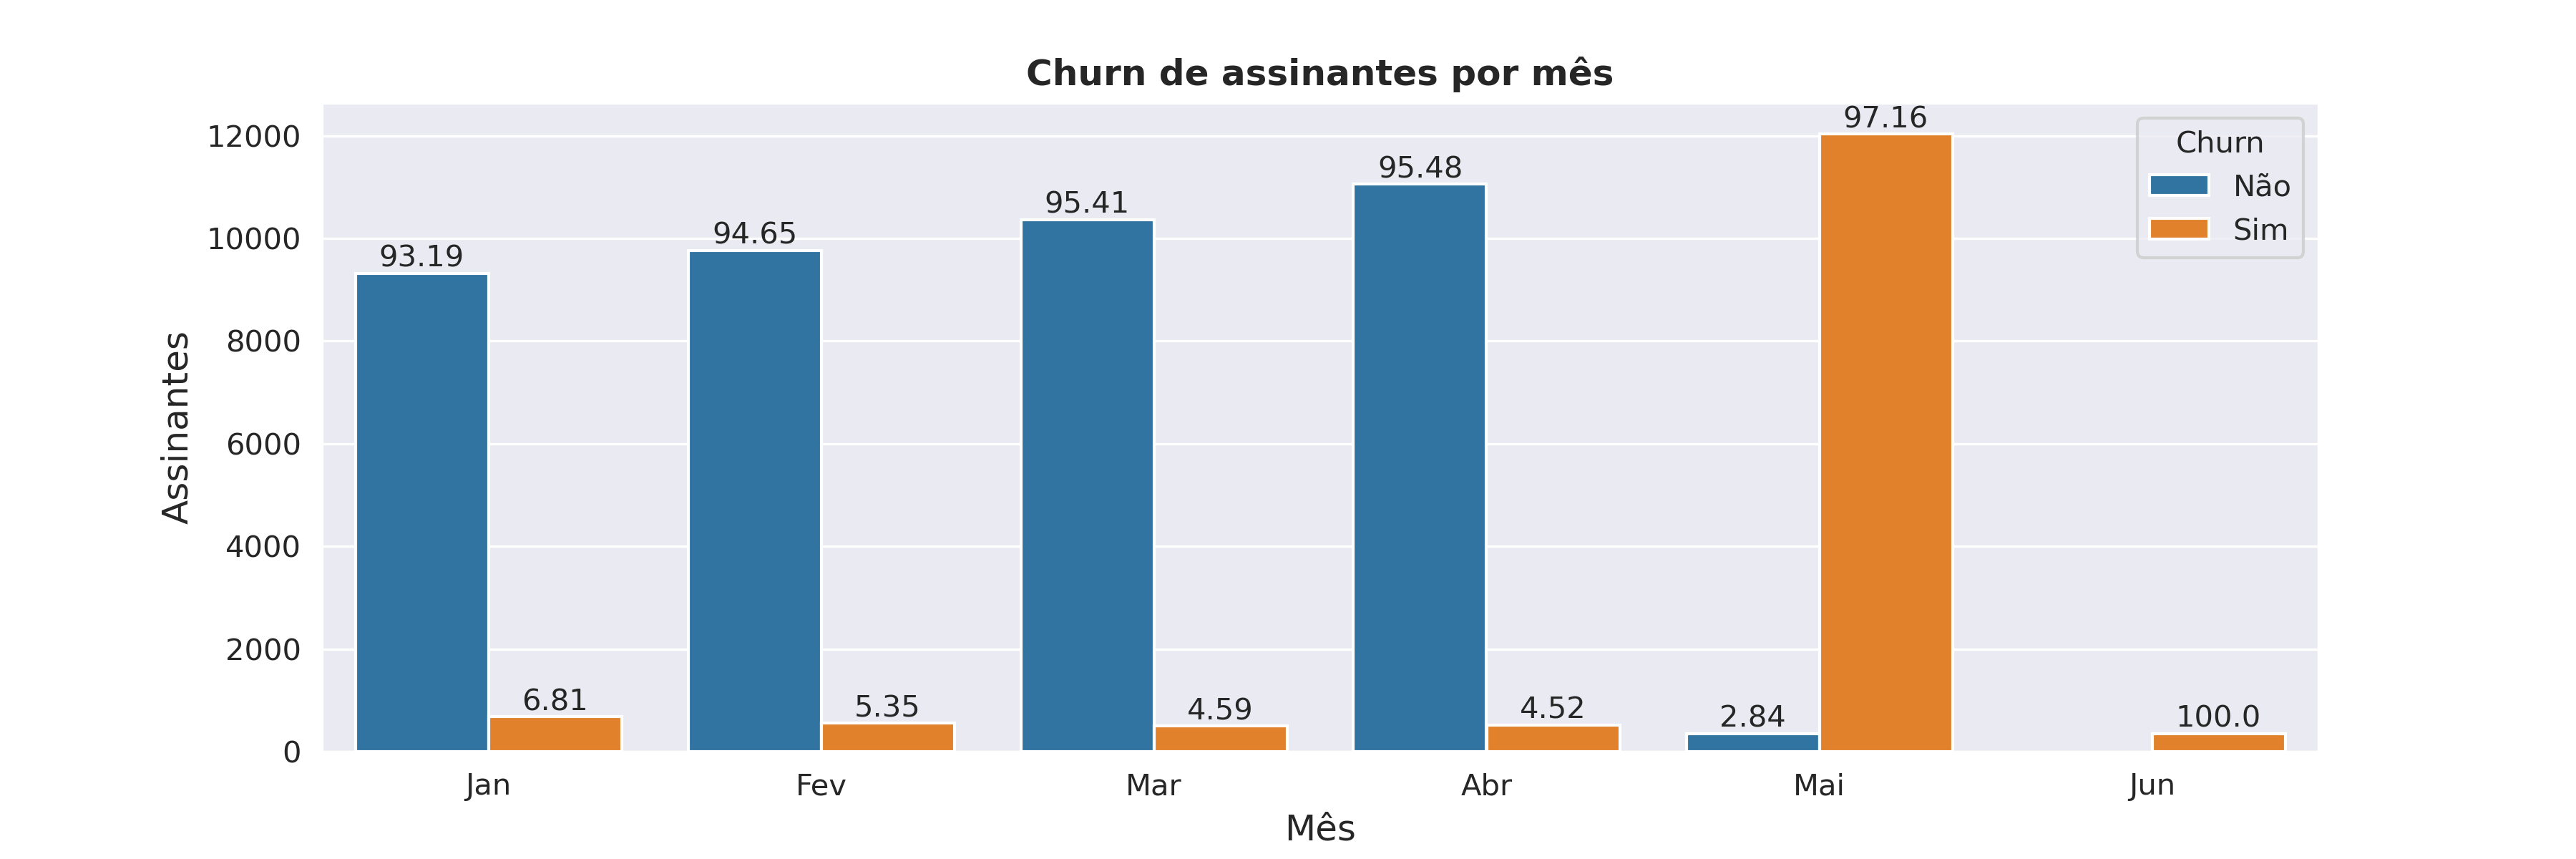 Churn de assinantes por mês
12000
10000
8000
6000
4000
2000
0
Assinantes
93.19
6.81
94.65
5.35
95.41
4.59
95.48
4.52
2.84
97.16
100.0
Churn
Não
Sim
Jan
Fev
Mar
Abr
Mai
Jun
Mês